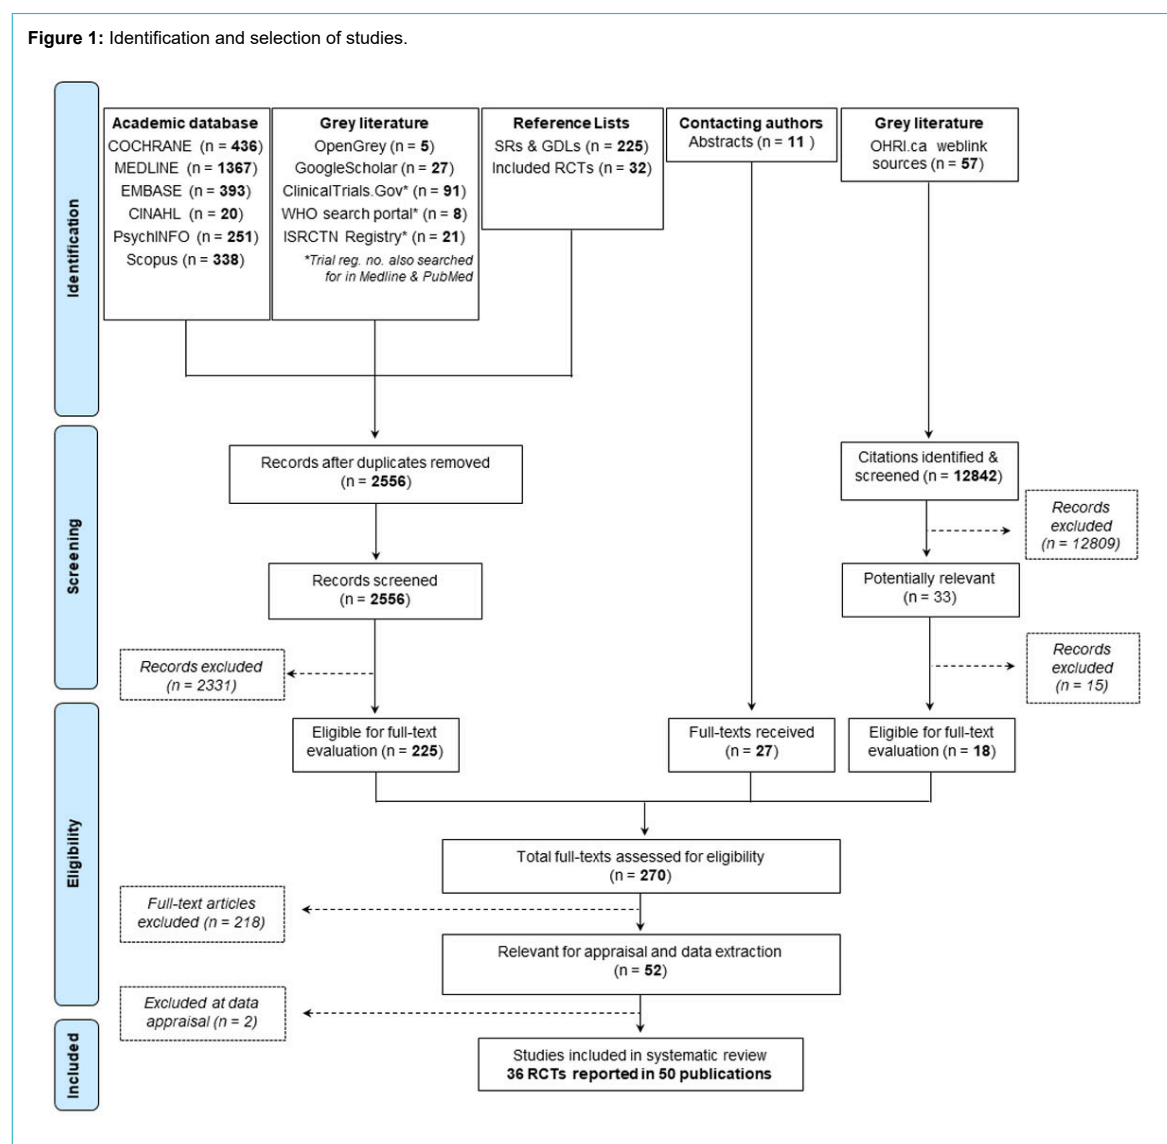 Figure 1: Identification and selection of studies.
Identification
Academic database
COCHRANE (n = 436)
MEDLINE (n = 1367)
EMBASE (n = 393)
CINAHL (n = 20)
PsychINFO (n = 251)
Scopus (n = 338)
Grey literature
OpenGrey (n = 5)
GoogleScholar (n = 27)
ClinicalTrials.Gov* (n = 91)
WHO search portal* (n = 8)
ISRCTN Registry* (n = 21)
*Trial reg. no. also searched
for in Medline & PubMed
Reference Lists
SRs & GDLs (n = 225)
Included RCTs (n = 32)
Contacting authors
Abstracts (n = 11 )
Grey literature
OHRI.ca weblink
sources (n = 57)
Screening
Records after duplicates removed
(n = 2556)
Citations identified &
screened (n = 12842)
Records
excluded
(n = 12809)
Records screened
(n = 2556)
Potentially relevant
(n = 33)
Records excluded
(n = 2331)
Records
excluded
(n = 15)
Eligibility
Eligible for full-text
evaluation (n = 225)
Full-texts received
(n = 27)
Eligible for full-text
evaluation (n = 18)
Total full-texts assessed for eligibility
(n = 270)
Full-text articles
excluded (n = 218)
Relevant for appraisal and data extraction
(n = 52)
Excluded at data
appraisal (n = 2)
Included
Studies included in systematic review
36 RCTs reported in 50 publications